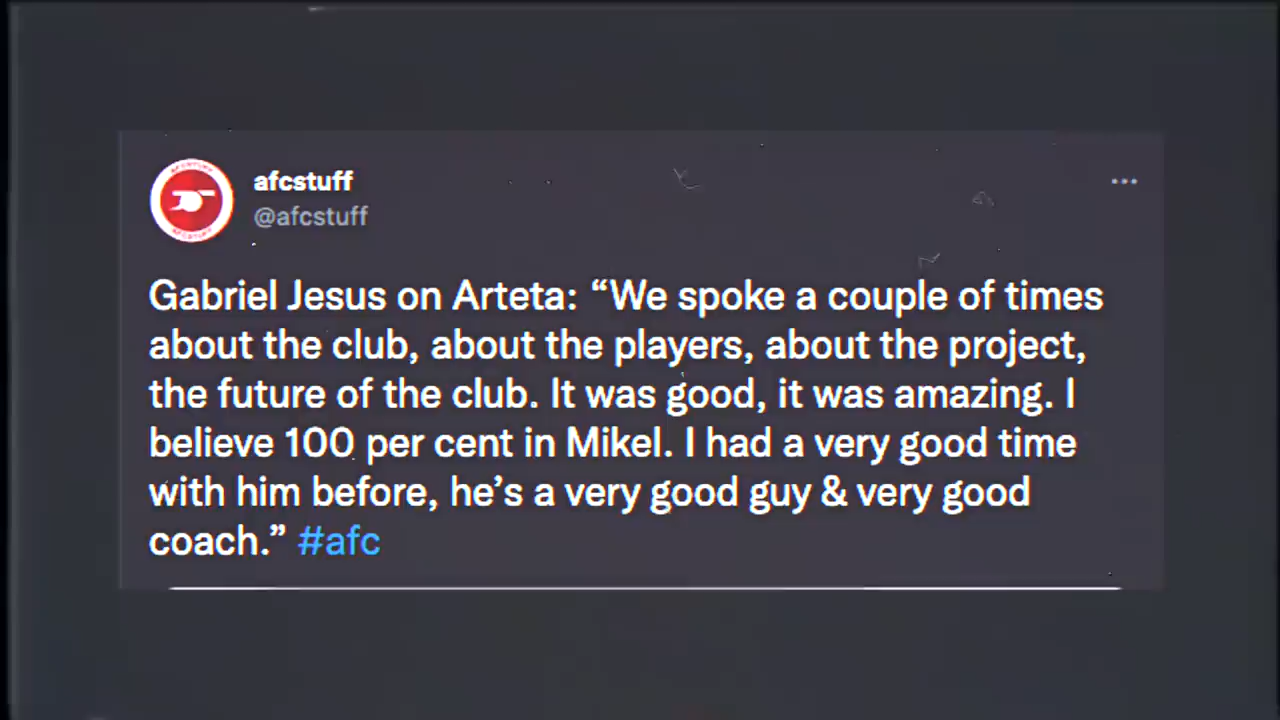 afcstuff
@afcstuff
Gabriel Jesus on Arteta: “We spoke a couple of times
about the club, about the players, about the project,
the future of the club. It was good, it was amazing. I
believe 100 per cent in Mikel. I had a very good time
with him before, he’s a very good guy & very good
coach.” #afc